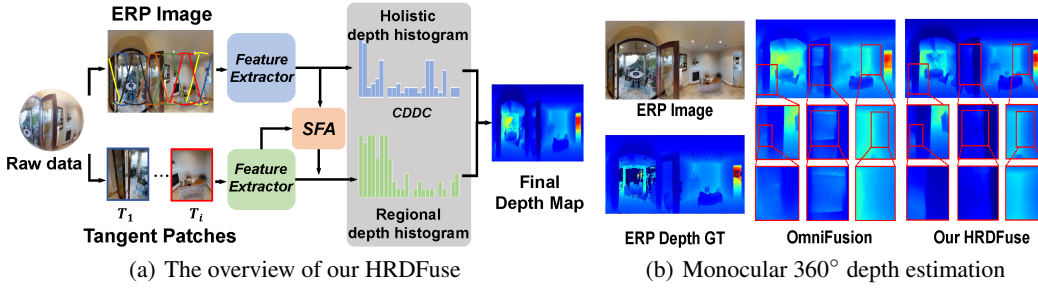 ERP Image
Raw data
T₁ ... Tᵢ
Tangent Patches
Feature
Extractor
SFA
Feature
Extractor
Holistic
depth histogram
CDDC
Regional
depth histogram
Final
Depth Map
(a) The overview of our HRDFuse
ERP Image
ERP Depth GT
OmniFusion
Our HRDFuse
(b) Monocular 360° depth estimation